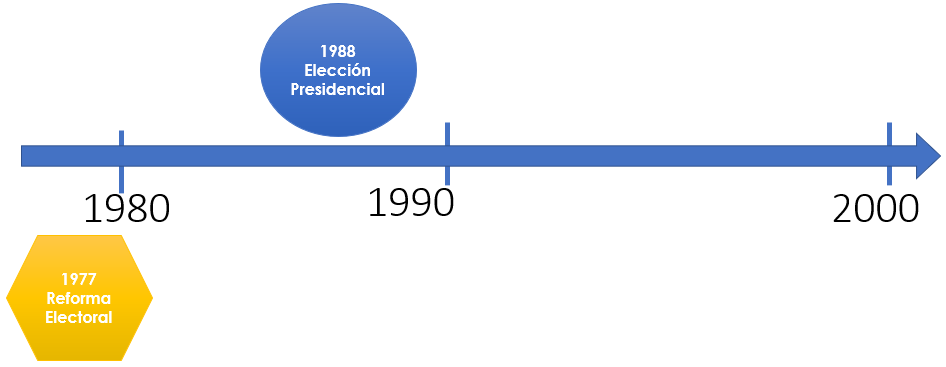 1988
Elección
Presidencial
1980
1990
2000
1977
Reforma
Electoral